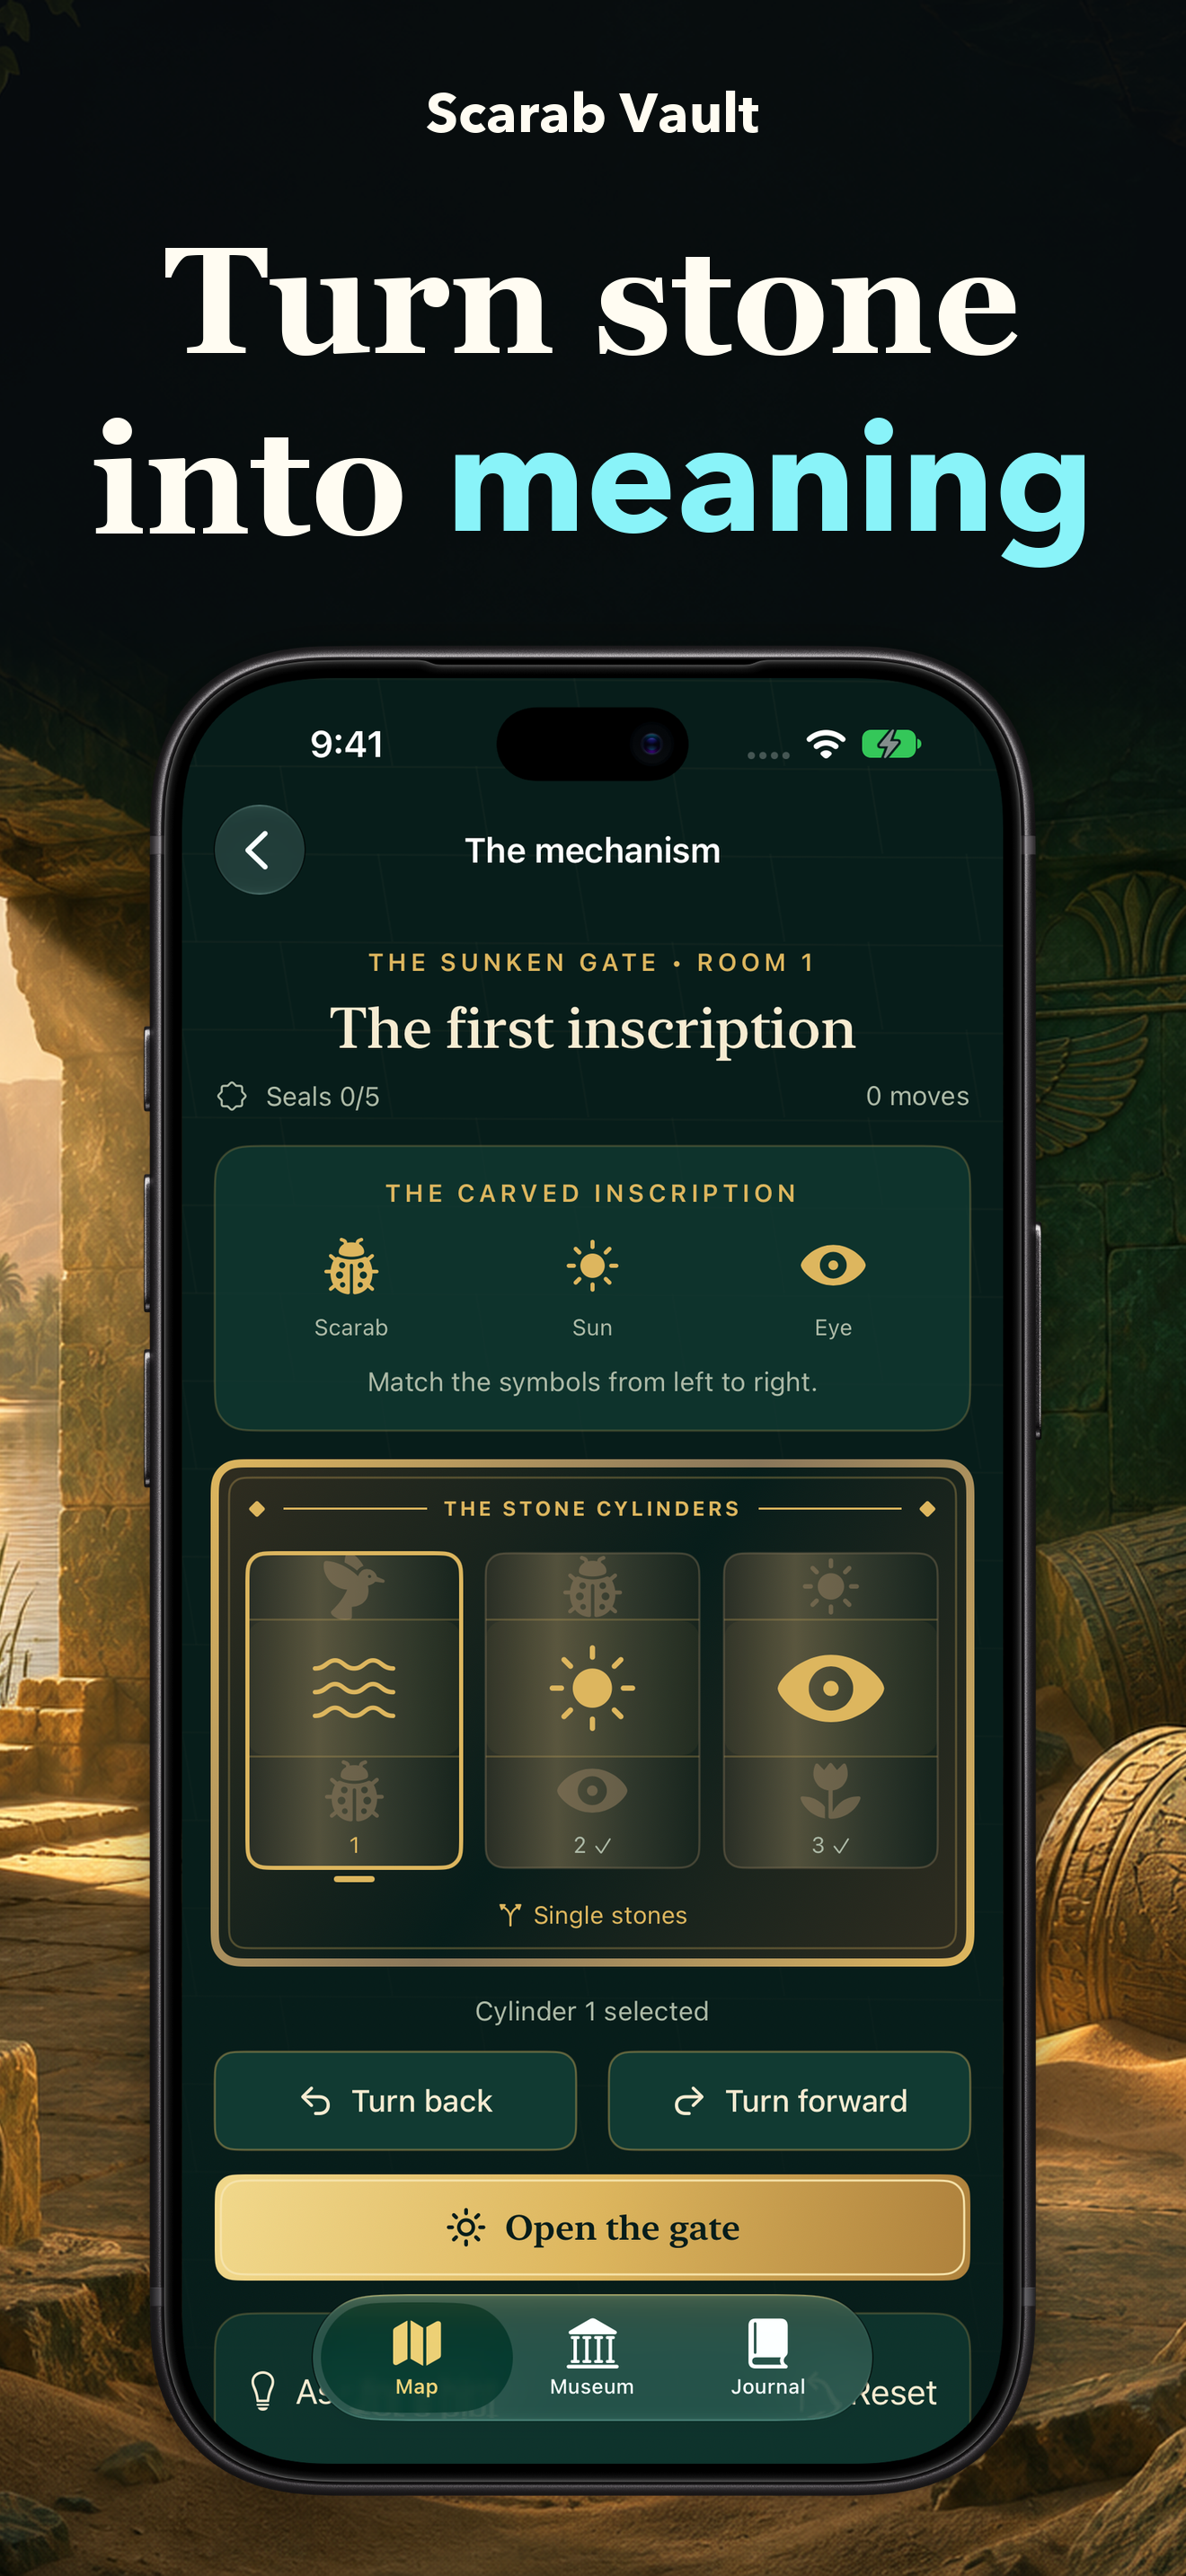 Scarab Vault
Turn stone
into meaning
9:41
The mechanism
THE SUNKEN GATE • ROOM 1
The first inscription
Seals 0/5
0 moves
THE CARVED INSCRIPTION
Scarab
Sun
Eye
Match the symbols from left to right.
THE STONE CYLINDERS
1
2 ✓
3 ✓
Single stones
Cylinder 1 selected
Turn back
Turn forward
Open the gate
Map
Museum
Journal
Reset